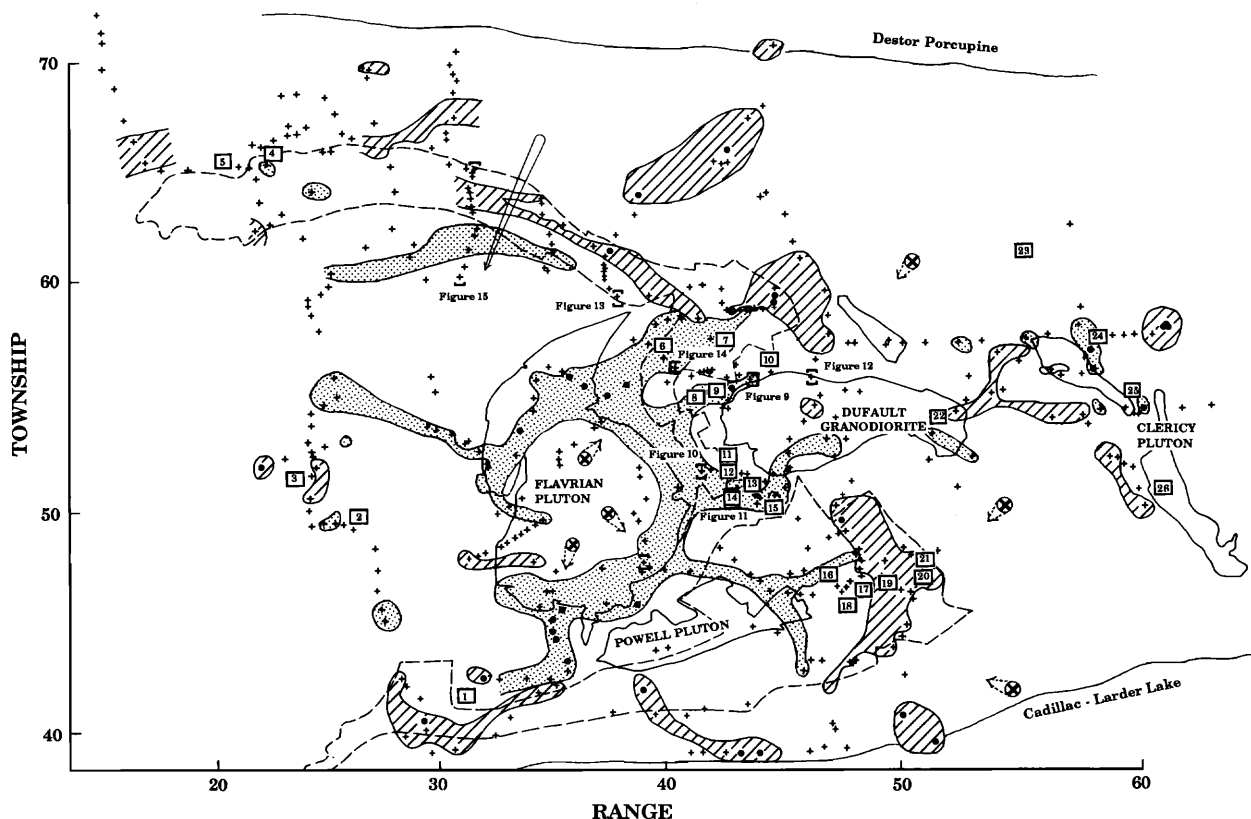 Destor Porcupine
70
5
4
23
60
Figure 15
Figure 13
6
7
24
Figure 14
10
Figure 12
8
9
Figure 9
25
22
DUFAULT
GRANODIORITE
CLERICY
PLUTON
TOWNSHIP
Figure 10
11
12
3
FLAVRIAN
PLUTON
13
26
14
15
50
2
Figure 11
21
16
20
19
17
18
POWELL PLUTON
1
Cadillac - Larder Lake
40
20
30
40
50
60
RANGE